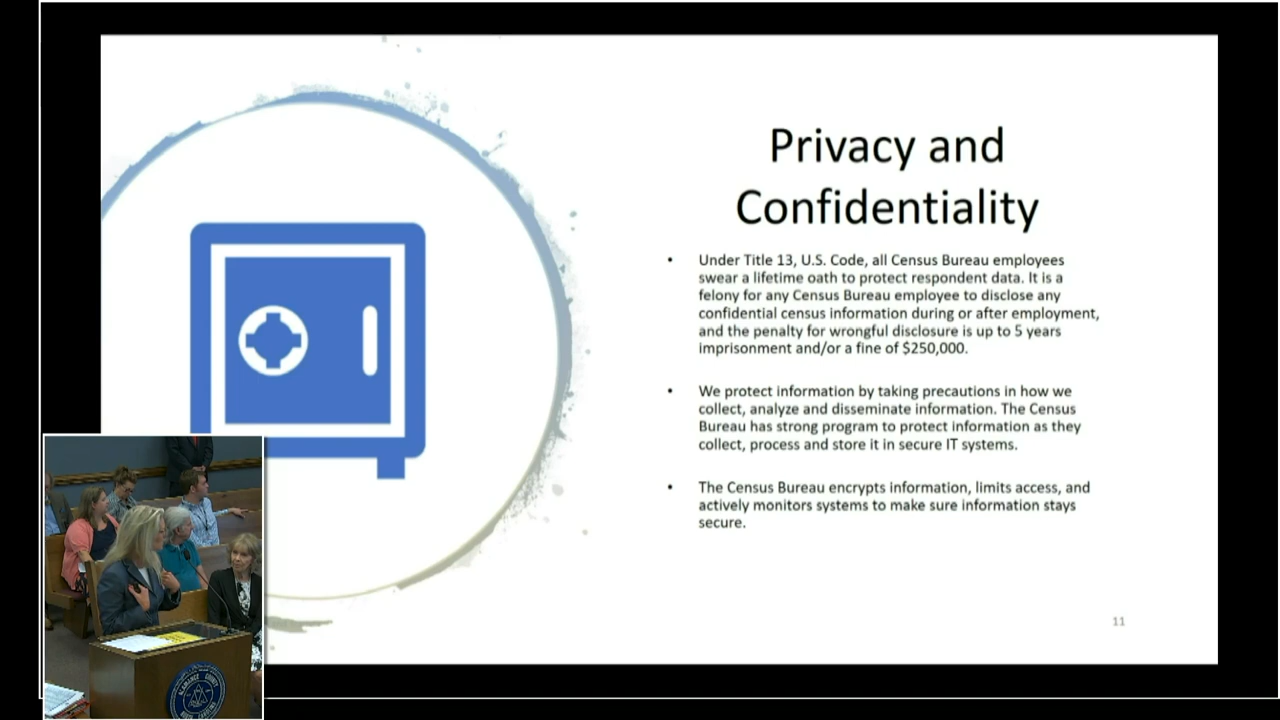 Privacy and
Confidentiality
• Under Title 13, U.S. Code, all Census Bureau employees
swear a lifetime oath to protect respondent data. It is a
felony for any Census Bureau employee to disclose any
confidential census information during or after employment,
and the penalty for wrongful disclosure is up to 5 years
imprisonment and/or a fine of $250,000.
• We protect information by taking precautions in how we
collect, analyze and disseminate information. The Census
Bureau has strong program to protect information as they
collect, process and store it in secure IT systems.
• The Census Bureau encrypts information, limits access, and
actively monitors systems to make sure information stays
secure.
11
ALAMANCE COUNTY
NORTH CAROLINA